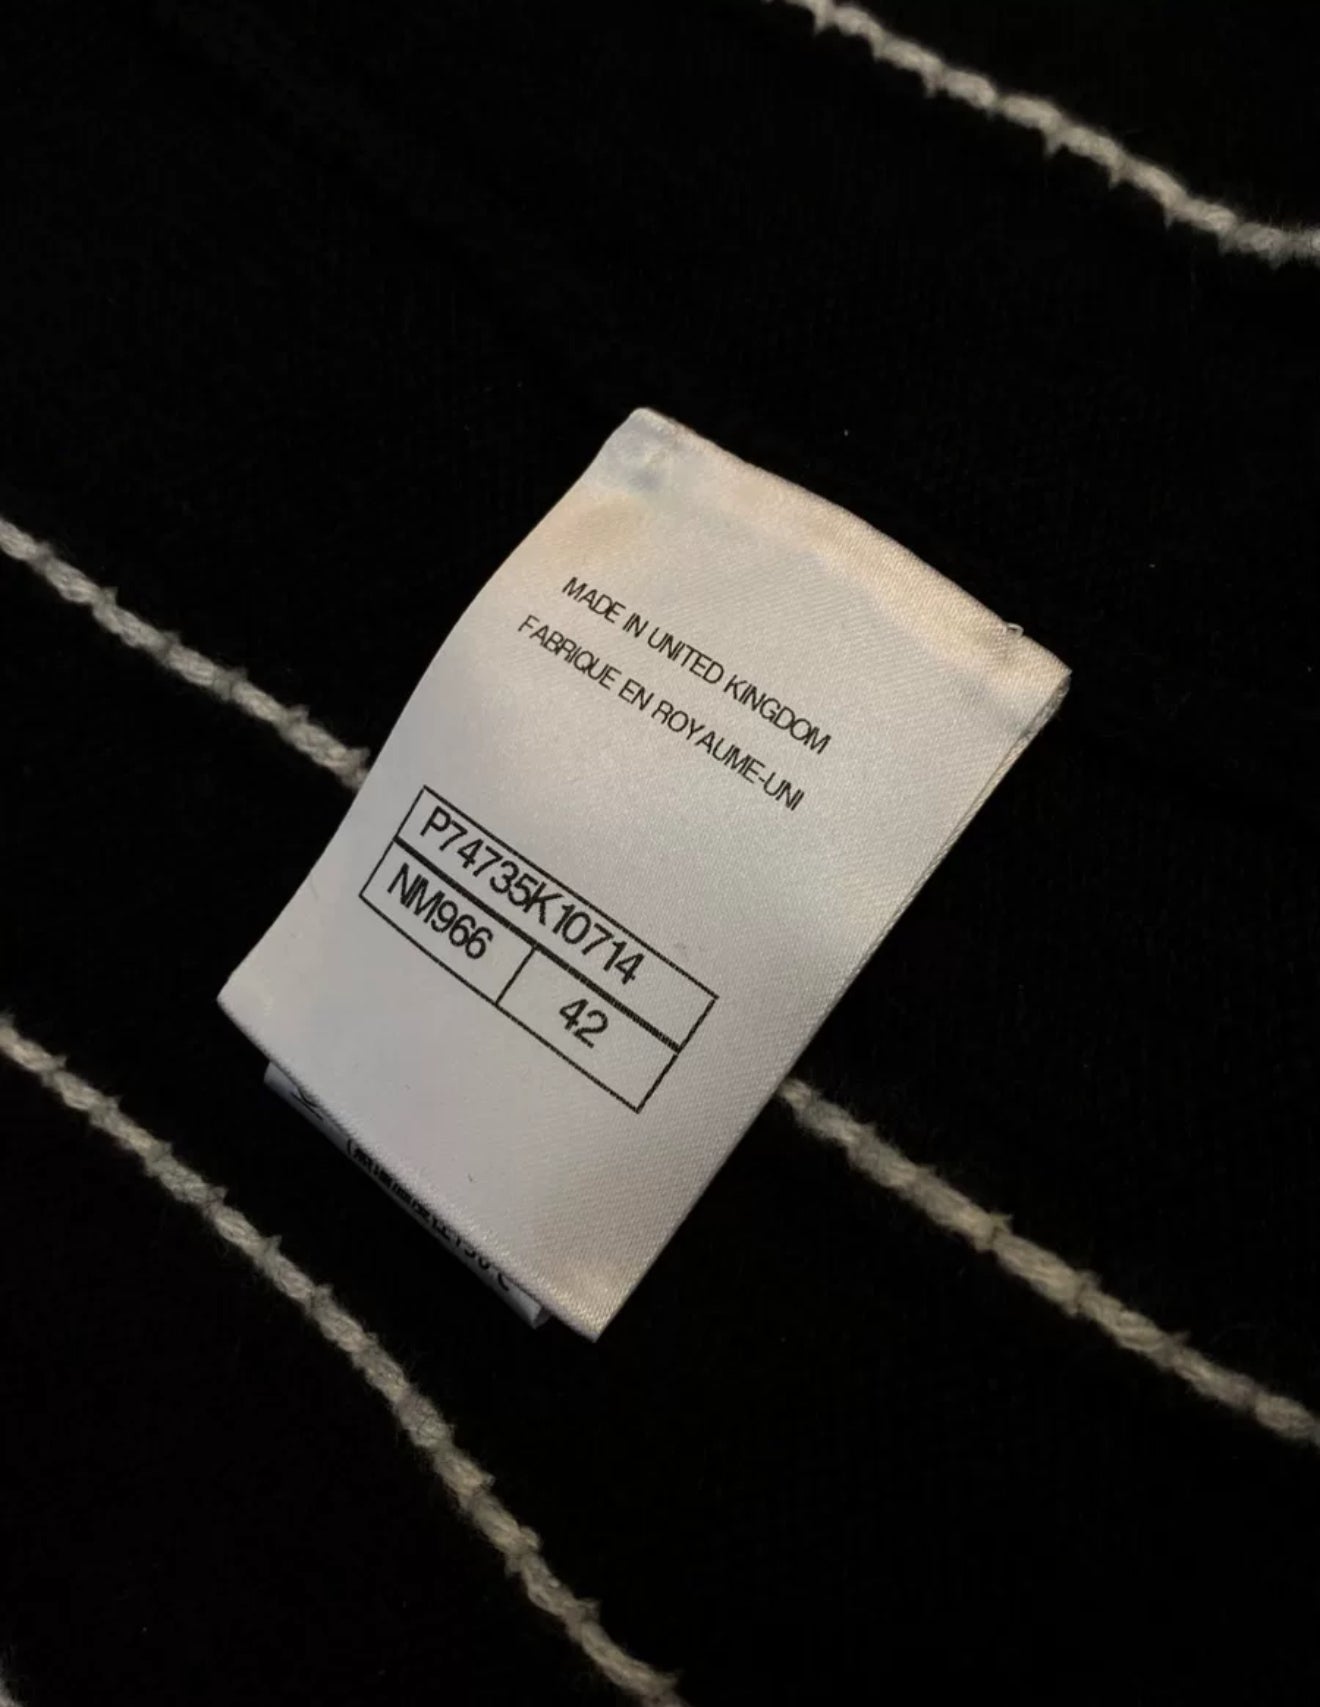 MADE IN UNITED KINGDOM
FABRIQUE EN ROYAUME-UNI
P74735K10714
NM966
42